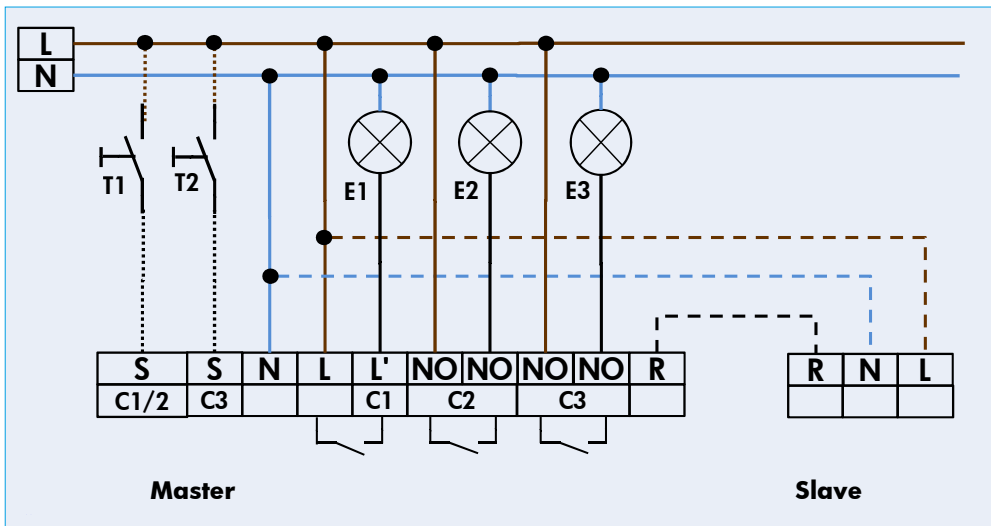 L
N
T1 T2 E1 E2 E3
S S N L L' NO NO NO NO R R N L
C1/2 C3 C1 C2 C3
Master Slave